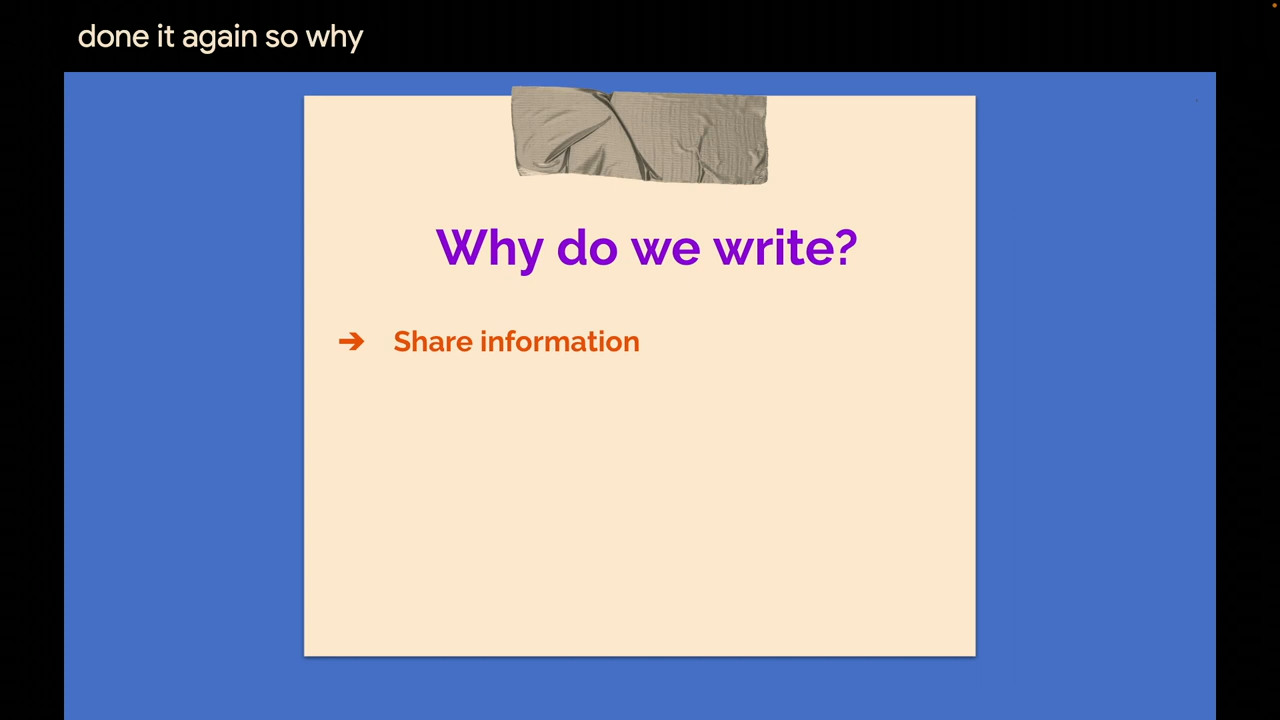 done it again so why
Why do we write?
➔ Share information